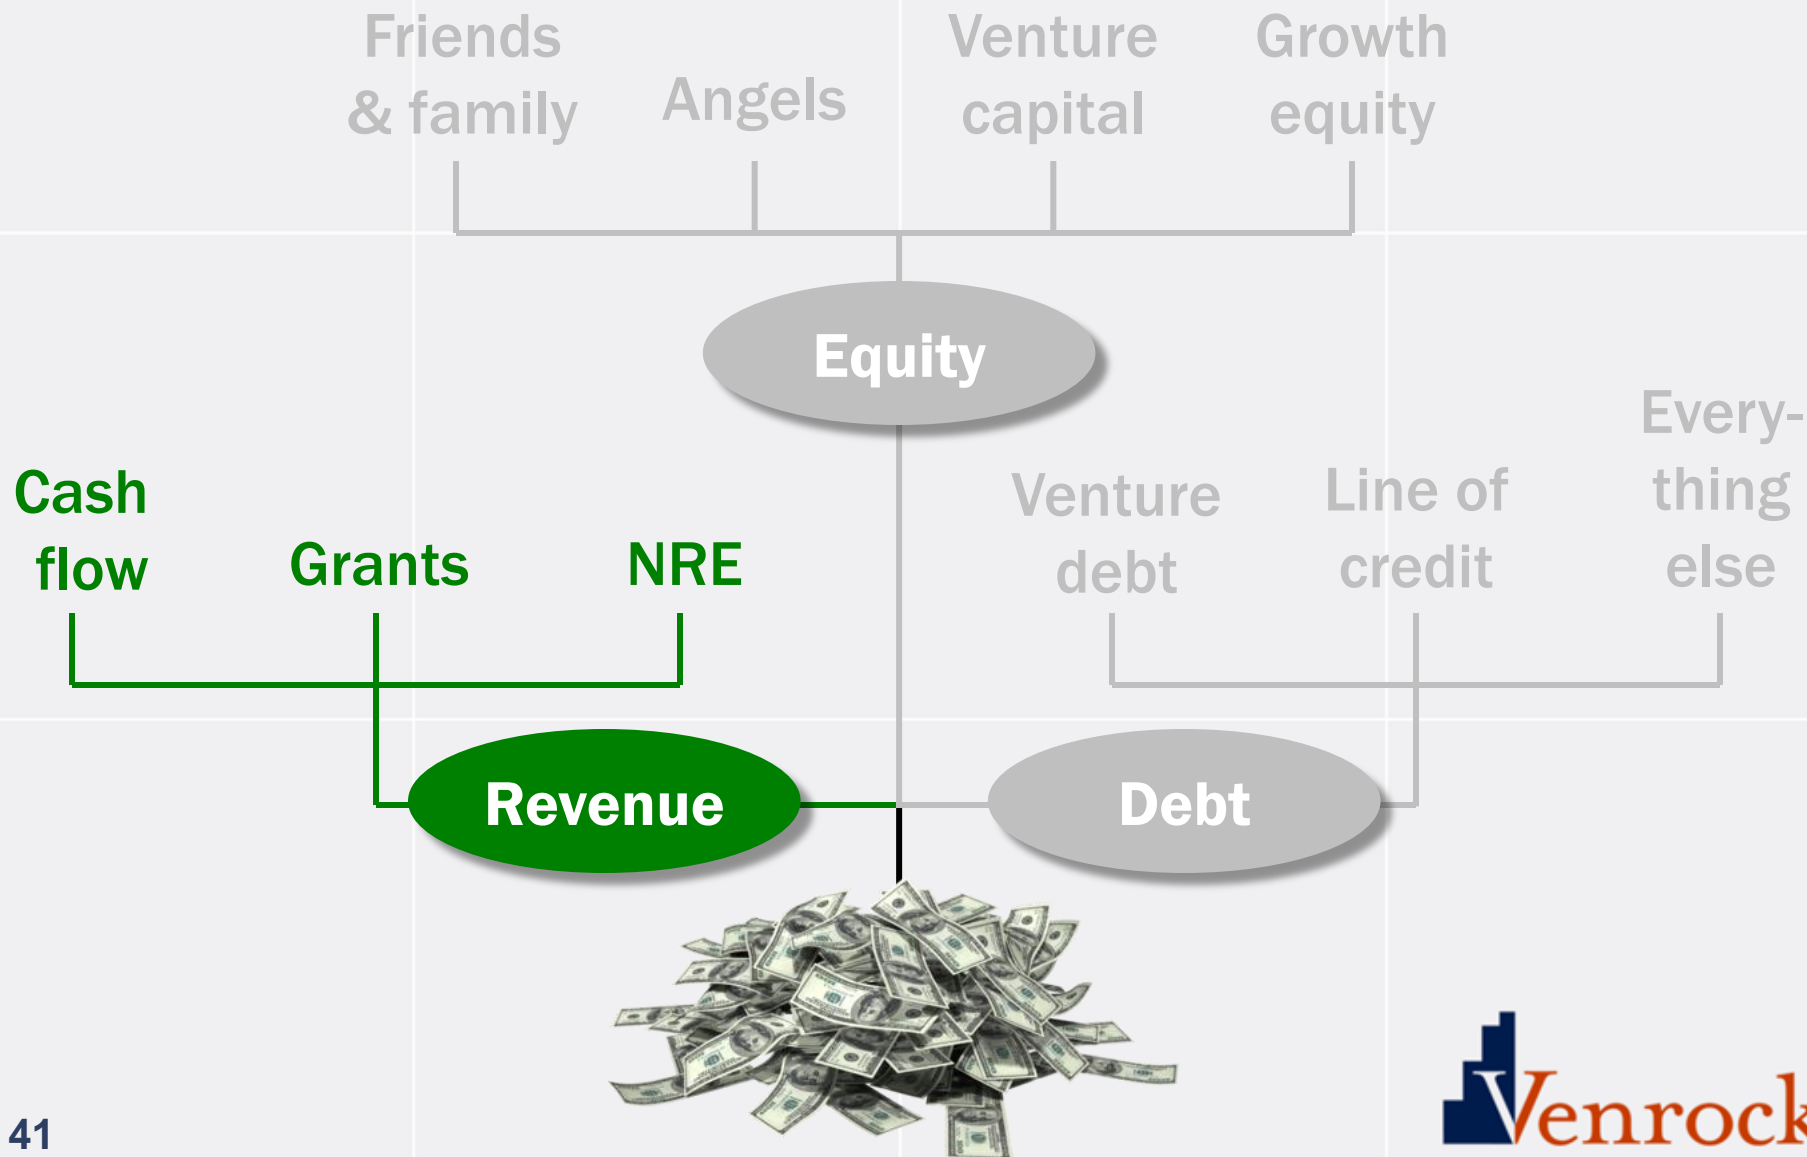 Friends
& family
Angels
Venture
capital
Growth
equity
Equity
Cash
flow
Grants
NRE
Venture
debt
Line of
credit
Every-
thing
else
Revenue
Debt
41
Venrock